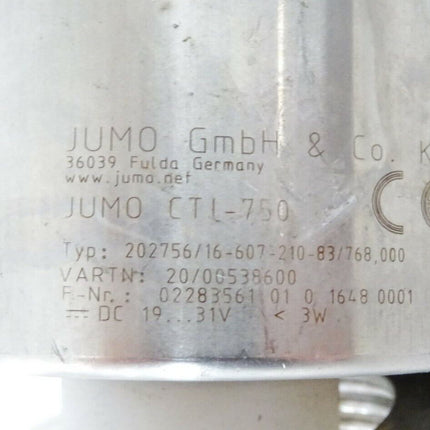 JUMO GmbH & Co. K
36039 Fulda Germany
www.jumo.net
JUMO CTI-750
Typ: 202756/16-607-210-83/768,000
VARTN: 20/00538600
F.-Nr.: 02283561 01 0 1648 0001
DC 19...31V < 3W